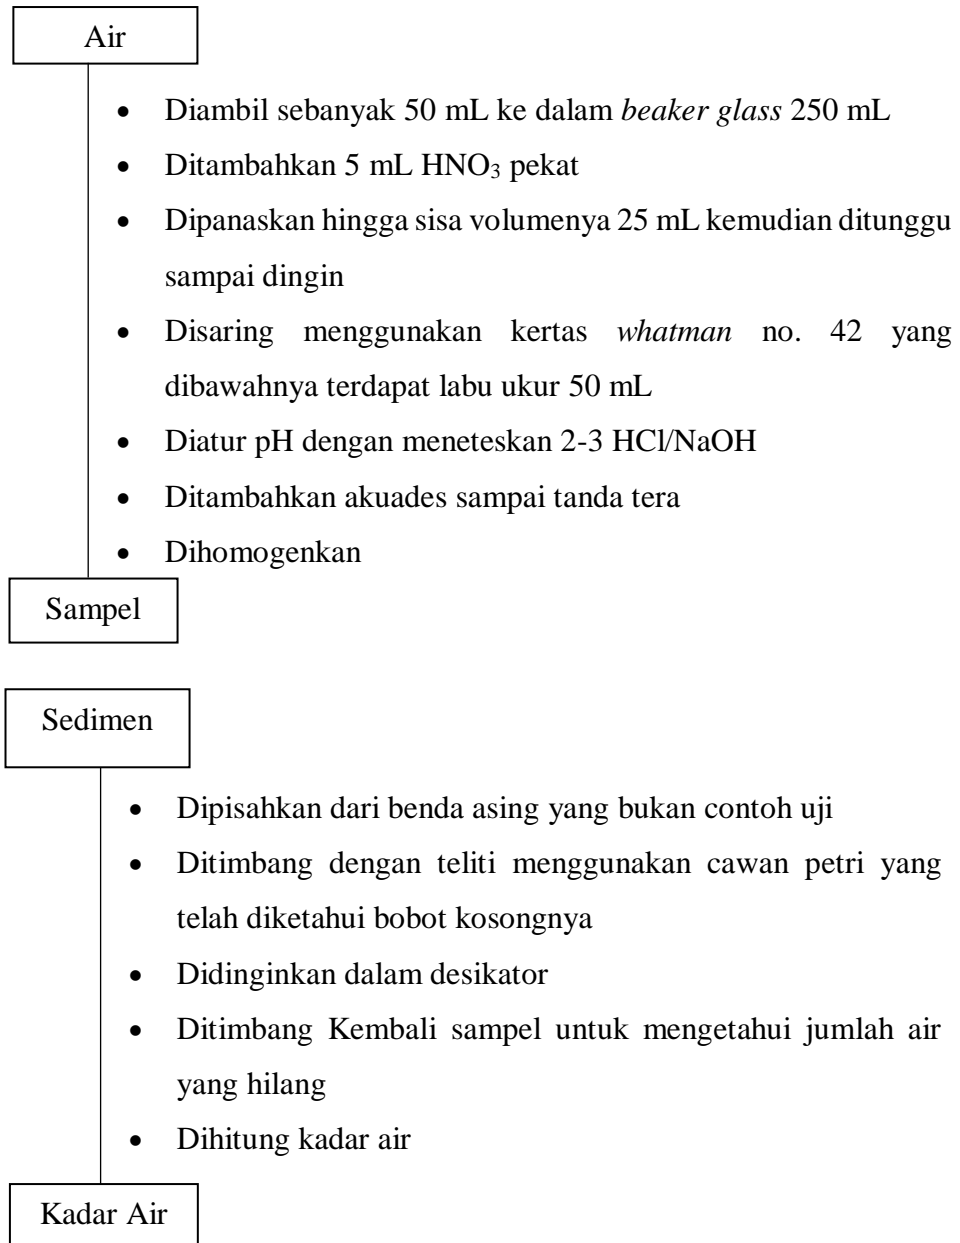 Air
• Diambil sebanyak 50 mL ke dalam beaker glass 250 mL
• Ditambahkan 5 mL HNO₃ pekat
• Dipanaskan hingga sisa volumenya 25 mL kemudian ditunggu
sampai dingin
• Disaring menggunakan kertas whatman no. 42 yang
dibawahnya terdapat labu ukur 50 mL
• Diatur pH dengan meneteskan 2-3 HCl/NaOH
• Ditambahkan akuades sampai tanda tera
• Dihomogenkan
Sampel
Sedimen
• Dipisahkan dari benda asing yang bukan contoh uji
• Ditimbang dengan teliti menggunakan cawan petri yang
telah diketahui bobot kosongnya
• Didinginkan dalam desikator
• Ditimbang Kembali sampel untuk mengetahui jumlah air
yang hilang
• Dihitung kadar air
Kadar Air